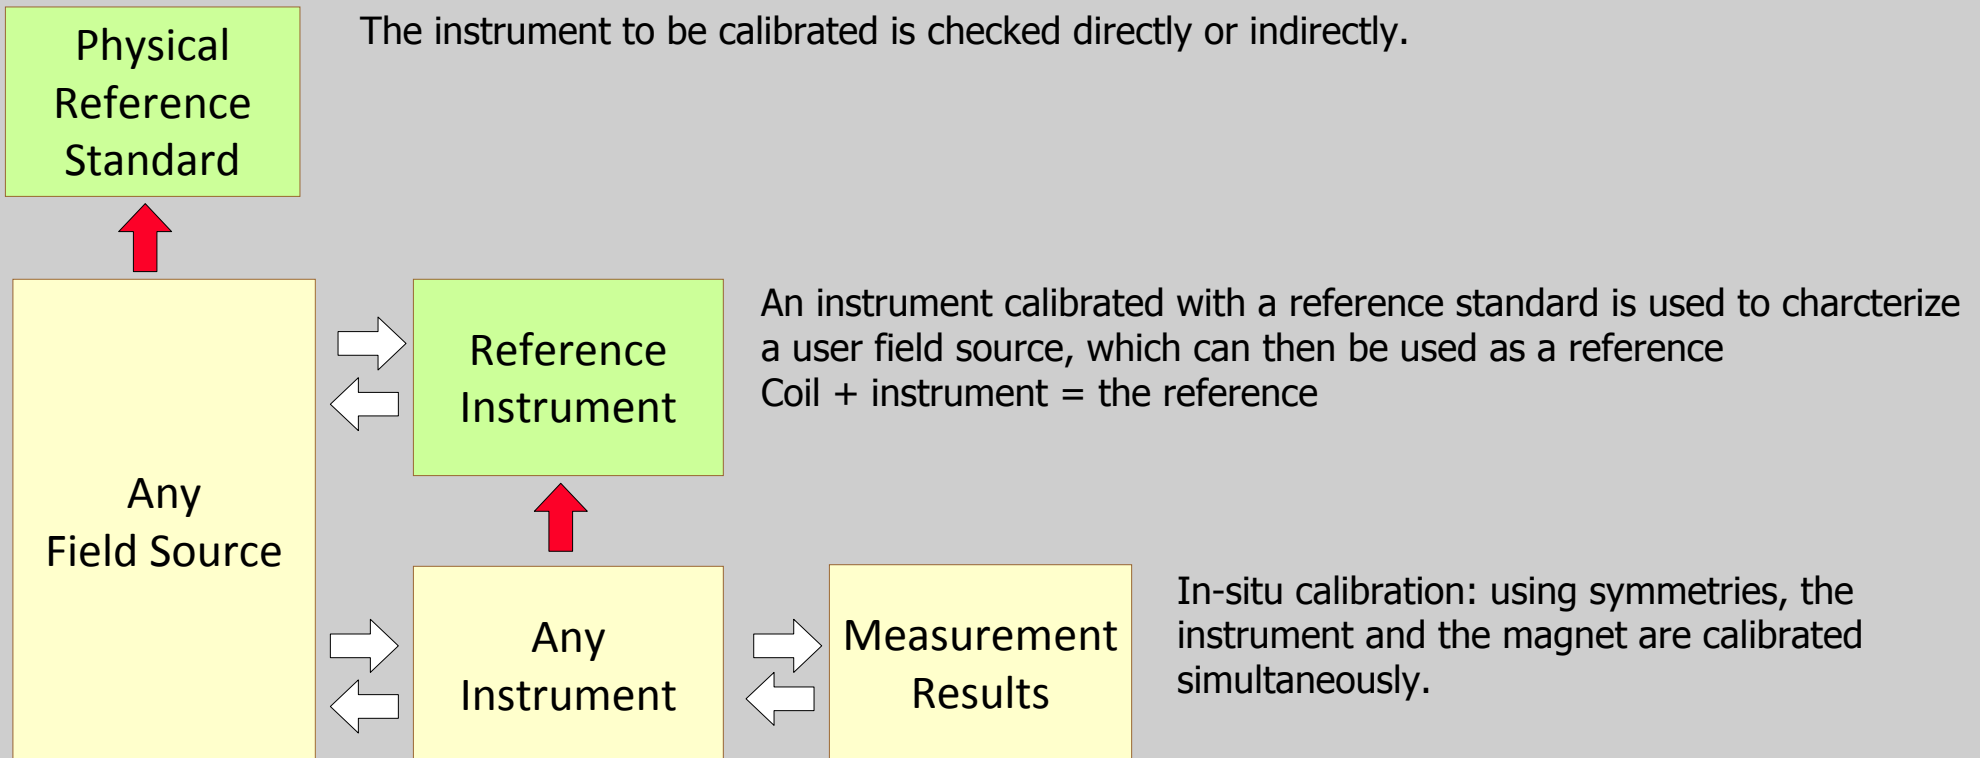 Physical
Reference
Standard
The instrument to be calibrated is checked directly or indirectly.
Any
Field Source
Reference
Instrument
An instrument calibrated with a reference standard is used to charcterize
a user field source, which can then be used as a reference
Coil + instrument = the reference
Any
Instrument
Measurement
Results
In-situ calibration: using symmetries, the
instrument and the magnet are calibrated
simultaneously.